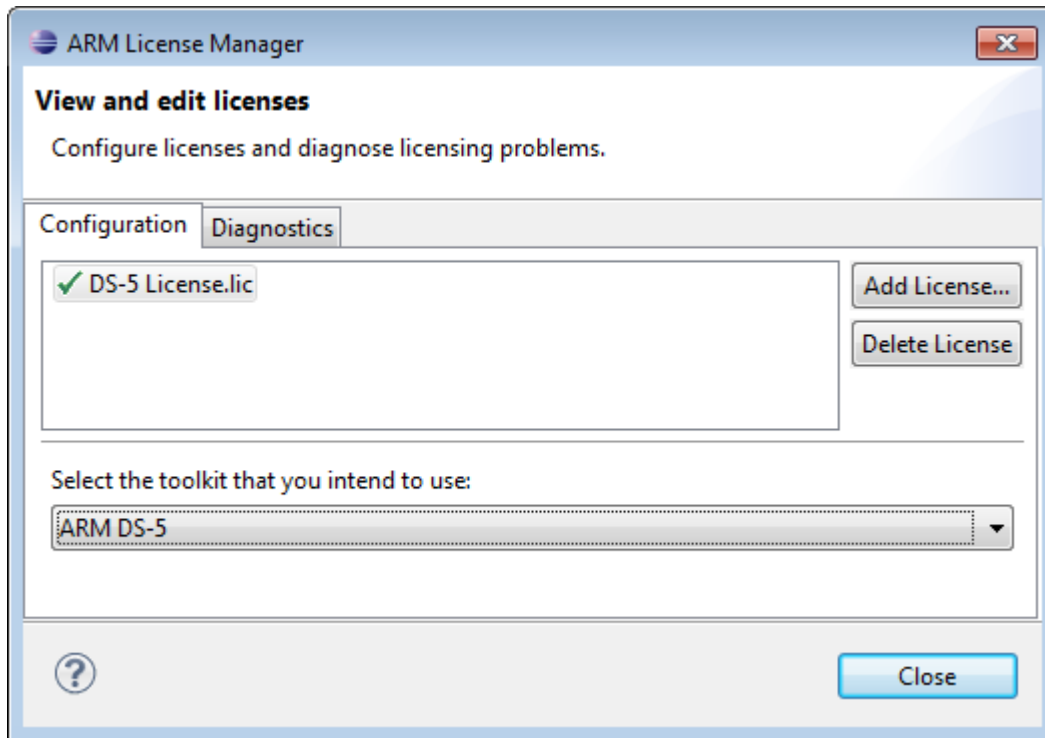 ARM License Manager
View and edit licenses
Configure licenses and diagnose licensing problems.
Configuration
Diagnostics
DS-5 License.lic
Add License...
Delete License
Select the toolkit that you intend to use:
ARM DS-5
?
Close